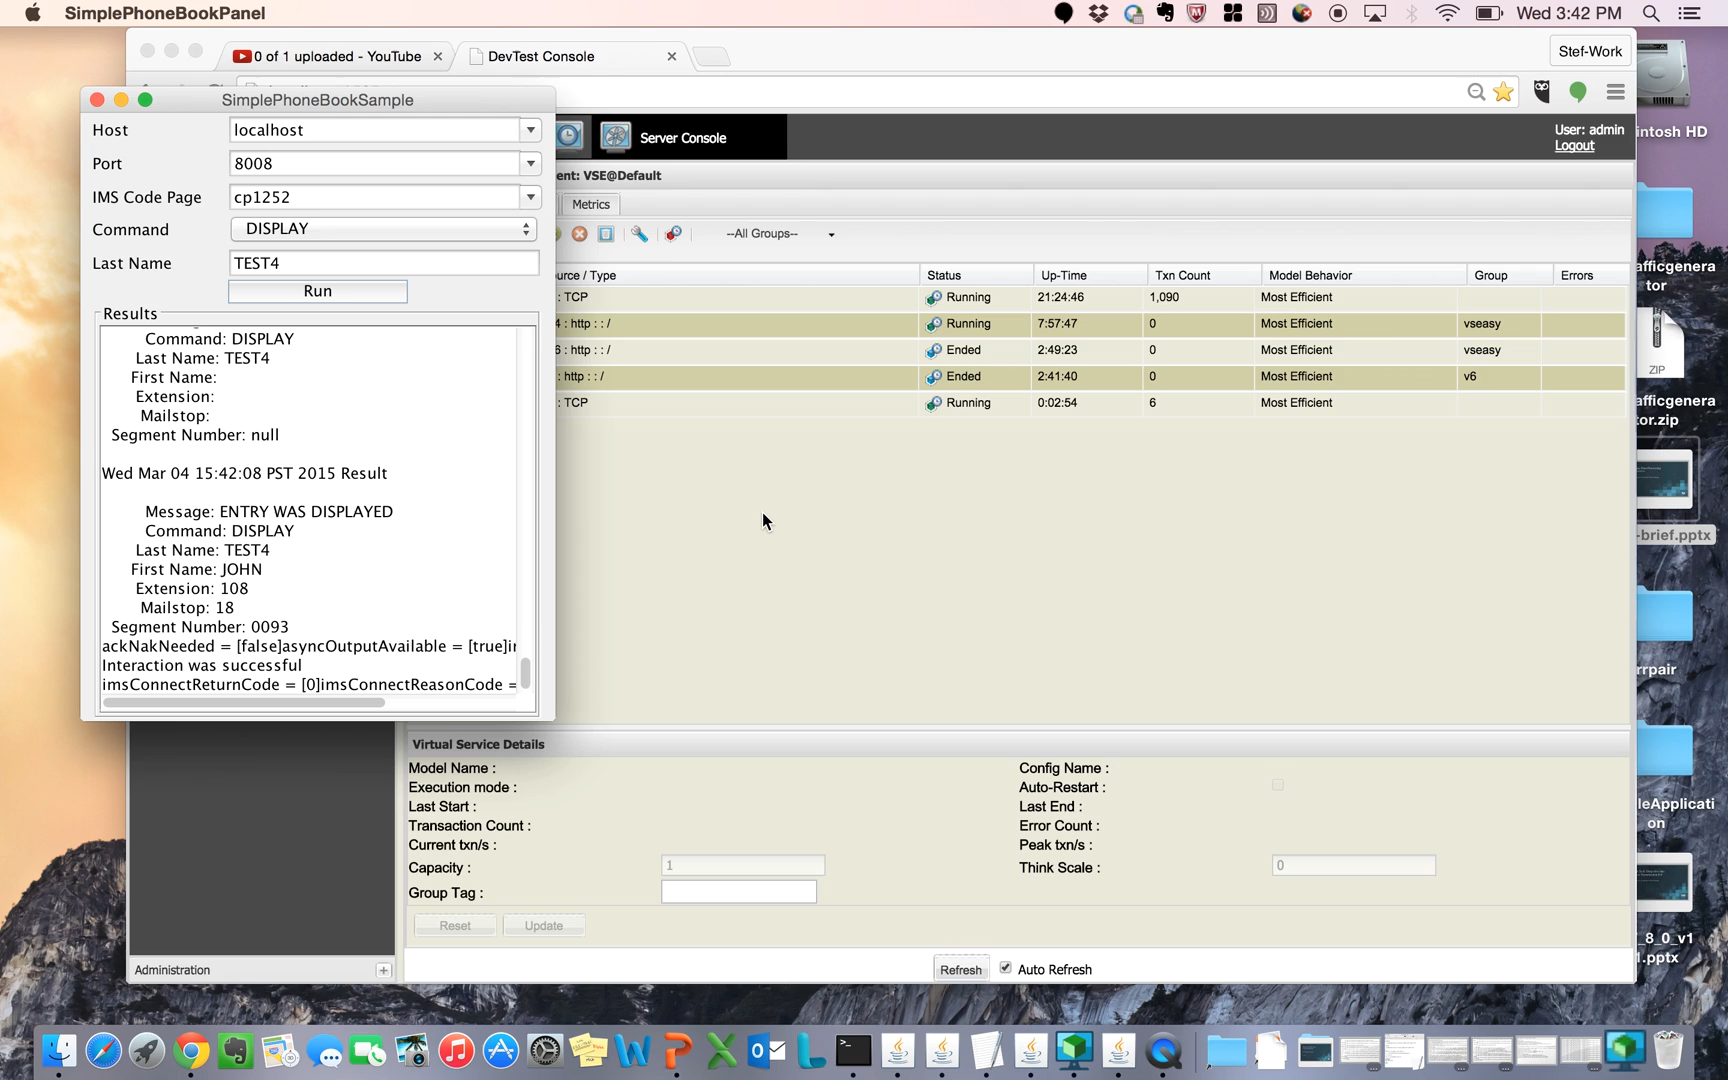 SimplePhoneBookPanel
Wed 3:42 PM
0 of 1 uploaded - YouTube
DevTest Console
Stef-Work
SimplePhoneBookSample
Host
localhost
Port
8008
IMS Code Page
cp1252
Command
DISPLAY
Last Name
TEST4
Run
Results
Command: DISPLAY
Last Name: TEST4
First Name:
Extension:
Mailstop:
Segment Number: null
Wed Mar 04 15:42:08 PST 2015 Result
Message: ENTRY WAS DISPLAYED
Command: DISPLAY
Last Name: TEST4
First Name: JOHN
Extension: 108
Mailstop: 18
Segment Number: 0093
ackNakNeeded = [false]asyncOutputAvailable = [true]
Interaction was successful
imsConnectReturnCode = [0]imsConnectReasonCode =
Server Console
User: admin
Logout
ent: VSE@Default
Metrics
--All Groups--
urce / Type Status Up-Time Txn Count Model Behavior Group Errors
: TCP Running 21:24:46 1,090 Most Efficient
4 : http : : / Running 7:57:47 0 Most Efficient vseasy
6 : http : : / Ended 2:49:23 0 Most Efficient vseasy
: http : : / Ended 2:41:40 0 Most Efficient v6
: TCP Running 0:02:54 6 Most Efficient
Virtual Service Details
Model Name :
Config Name :
Execution mode :
Auto-Restart :
Last Start :
Last End :
Transaction Count :
Error Count :
Current txn/s :
Peak txn/s :
Capacity :
1
Think Scale :
0
Group Tag :
Reset
Update
Administration
Refresh
Auto Refresh
intosh HD
afficgenera
tor
ZIP
afficgenera
or.zip
-brief.pptx
rrpair
leApplicati
on
_8_0_v1
1.pptx